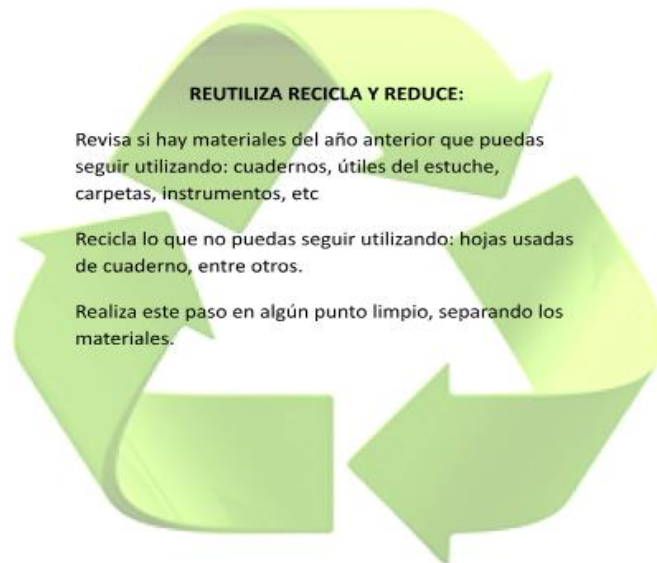 REUTILIZA RECICLA Y REDUCE:
Revisa si hay materiales del año anterior que puedas
seguir utilizando: cuadernos, útiles del estuche,
carpetas, instrumentos, etc
Recicla lo que no puedas seguir utilizando: hojas usadas
de cuaderno, entre otros.
Realiza este paso en algún punto limpio, separando los
materiales.